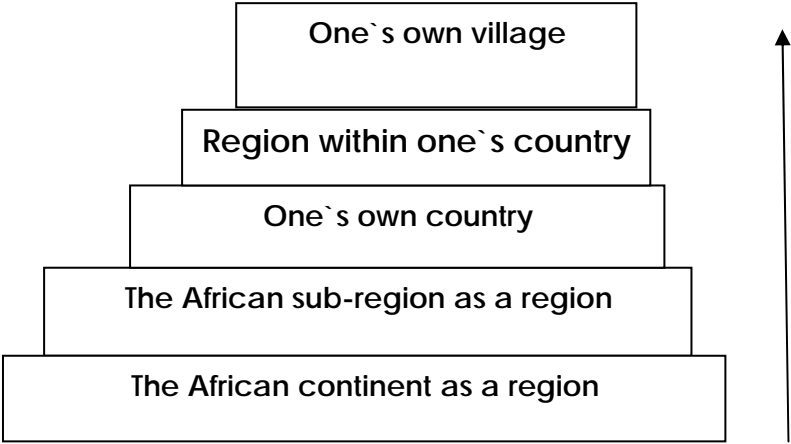 One`s own village
Region within one`s country
One`s own country
The African sub-region as a region
The African continent as a region